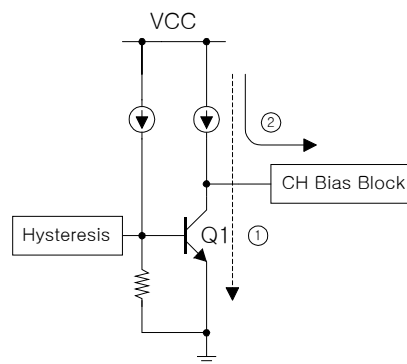 VCC
②
CH Bias Block
Hysteresis
Q1
①